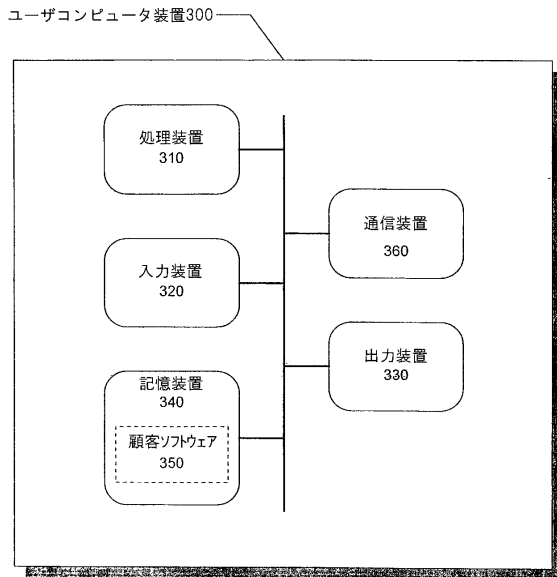 ユーザコンピュータ装置300
処理装置
310
入力装置
320
記憶装置
340
顧客ソフトウェア
350
通信装置
360
出力装置
330